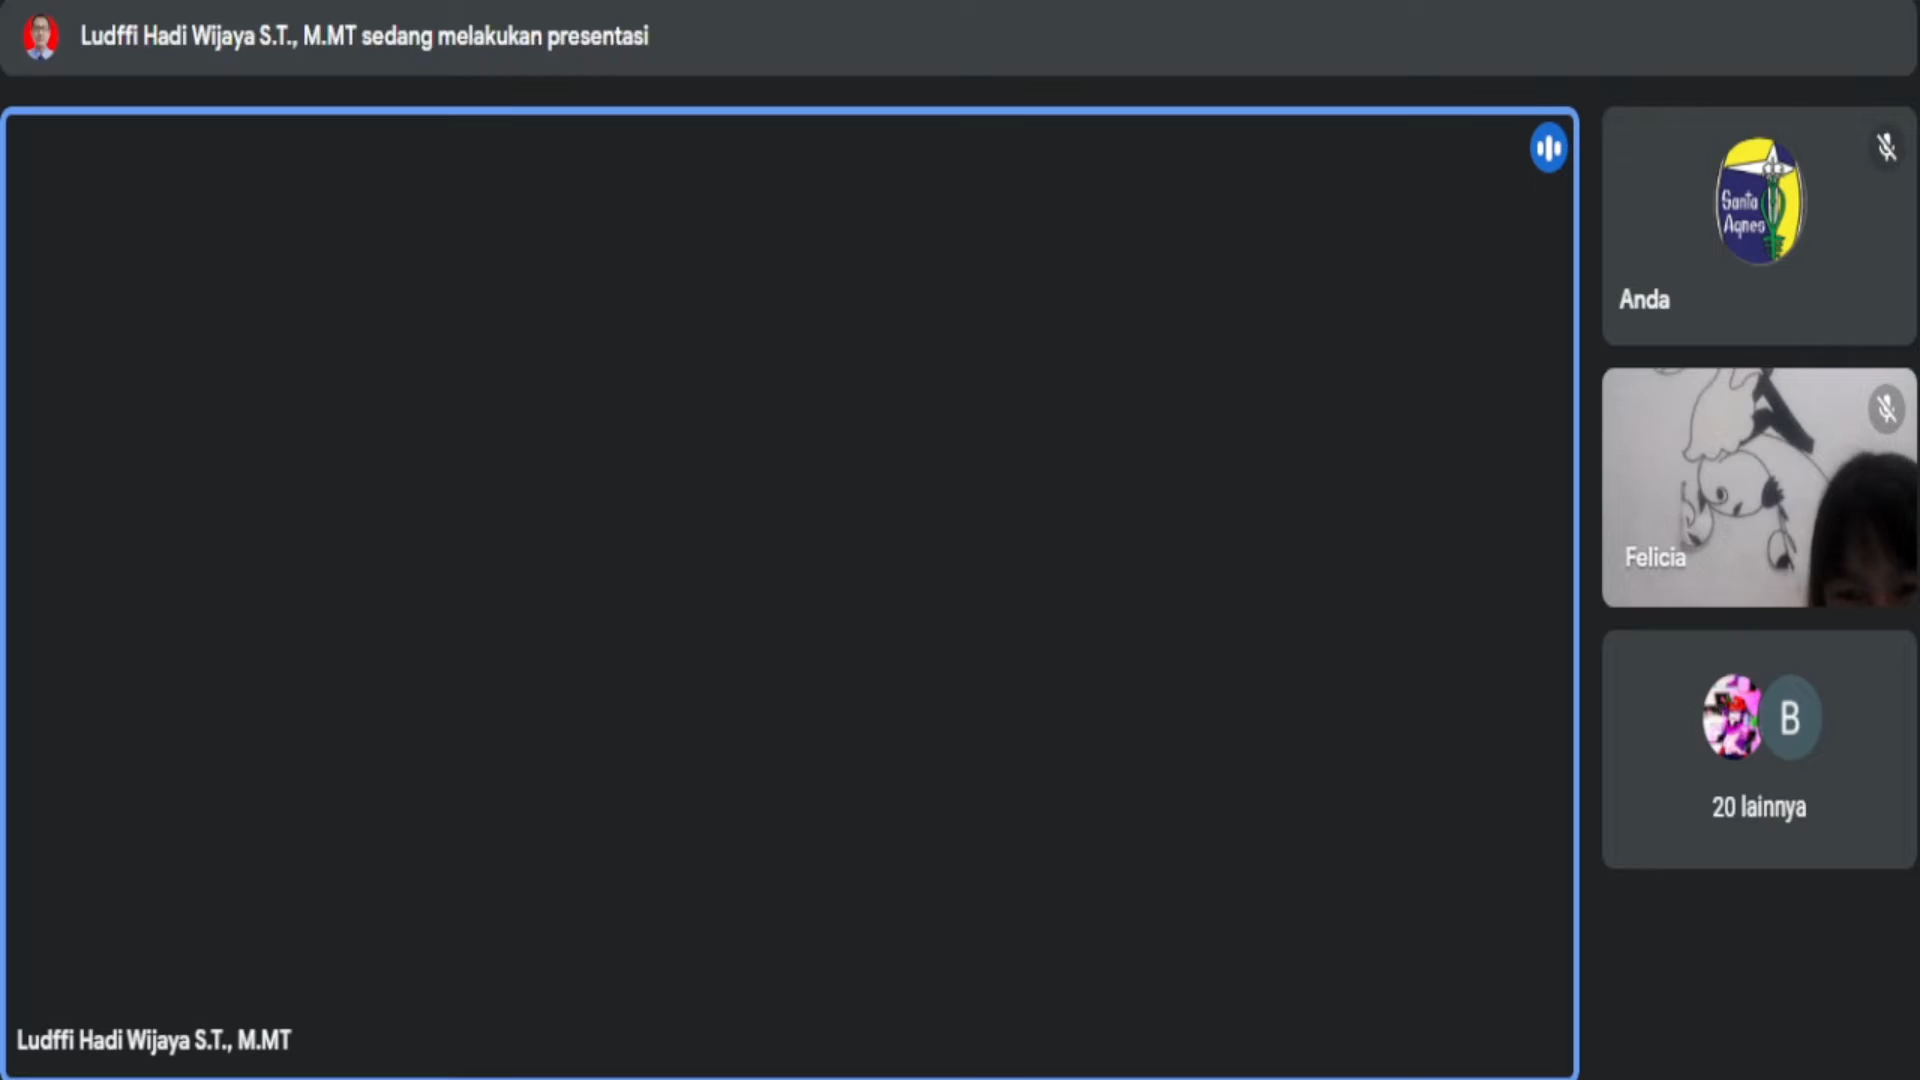 Ludffi Hadi Wijaya S.T., M.MT sedang melakukan presentasi
Santa
Agnes
Anda
Felicia
B
20 lainnya
Ludffi Hadi Wijaya S.T., M.MT